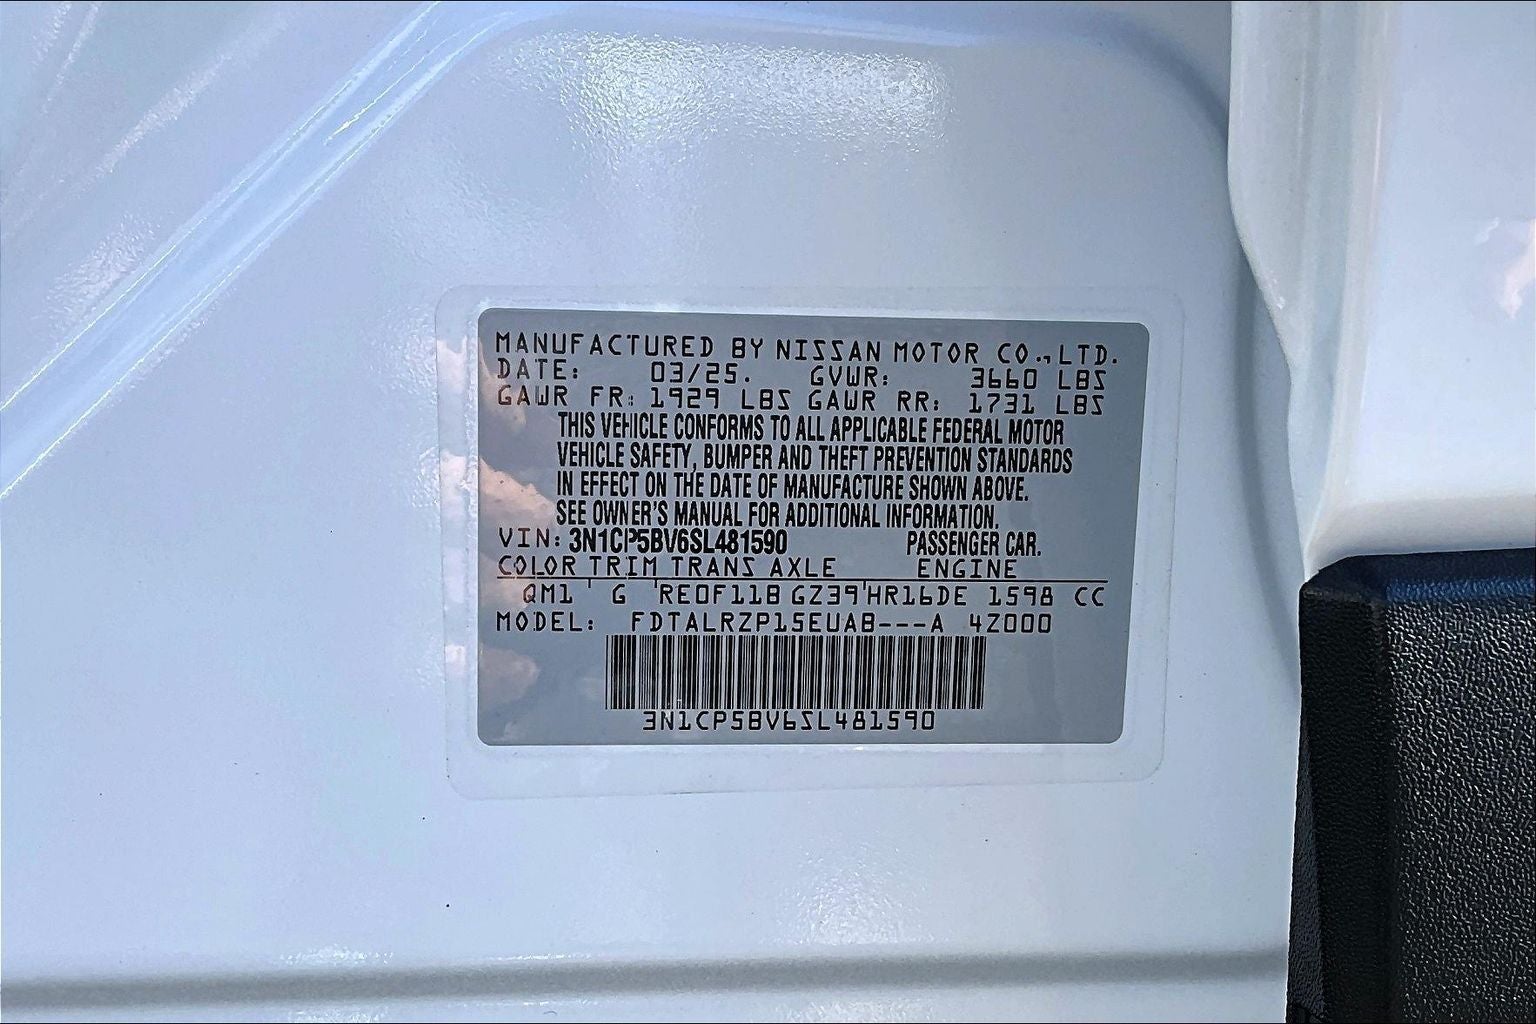 MANUFACTURED BY NISSAN MOTOR CO.,LTD.
DATE: 03/25. GVWR: 3660 LBS
GAWR FR: 1929 LBS GAWR RR: 1731 LBS
THIS VEHICLE CONFORMS TO ALL APPLICABLE FEDERAL MOTOR
VEHICLE SAFETY, BUMPER AND THEFT PREVENTION STANDARDS
IN EFFECT ON THE DATE OF MANUFACTURE SHOWN ABOVE.
SEE OWNER'S MANUAL FOR ADDITIONAL INFORMATION.
VIN: 3N1CP5BV6SL481590 PASSENGER CAR.
COLOR TRIM TRANS AXLE ENGINE
QM1 ' G 'RE0F11B GZ39'HR16DE 1598 CC
MODEL: FDTALRZP15EUAB---A 4Z000
3N1CP5BV6SL481590